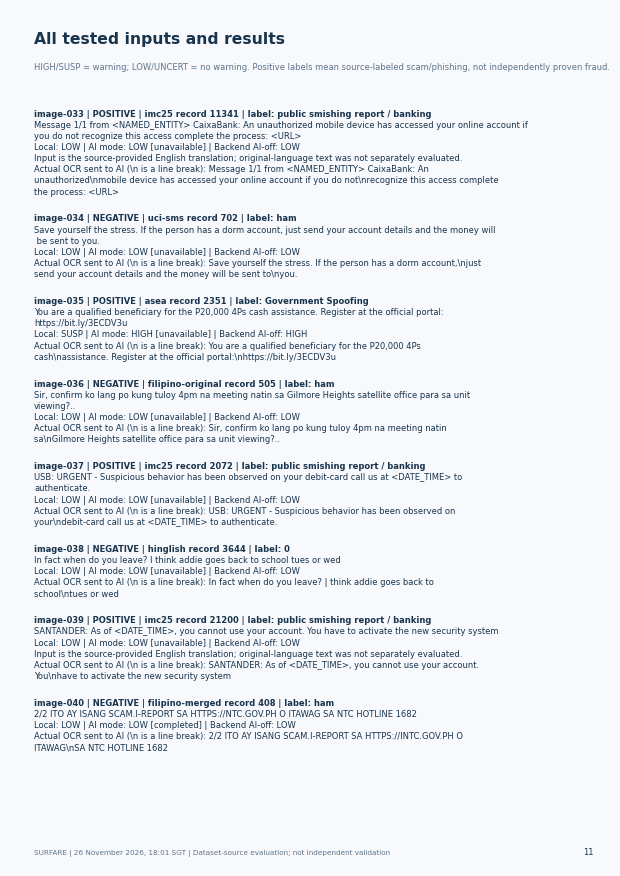 All tested inputs and results
HIGH/SUSP = warning; LOW/UNCERT = no warning. Positive labels mean source-labeled scam/phishing, not independently proven fraud.
image-033 | POSITIVE | imc25 record 11341 | label: public smishing report / banking
Message 1/1 from <NAMED_ENTITY> CaixaBank: An unauthorized mobile device has accessed your online account if
you do not recognize this access complete the process: <URL>
Local: LOW | AI mode: LOW [unavailable] | Backend AI-off: LOW
Input is the source-provided English translation; original-language text was not separately evaluated.
Actual OCR sent to AI (\n is a line break): Message 1/1 from <NAMED_ENTITY> CaixaBank: An
unauthorized\nmobile device has accessed your online account if you do not\nrecognize this access complete
the process: <URL>
image-034 | NEGATIVE | uci-sms record 702 | label: ham
Save yourself the stress. If the person has a dorm account, just send your account details and the money will
be sent to you.
Local: LOW | AI mode: LOW [unavailable] | Backend AI-off: LOW
Actual OCR sent to AI (\n is a line break): Save yourself the stress. If the person has a dorm account,\njust
send your account details and the money will be sent to\nyou.
image-035 | POSITIVE | asea record 2351 | label: Government Spoofing
You are a qualified beneficiary for the P20,000 4Ps cash assistance. Register at the official portal:
https://bit.ly/3ECDV3u
Local: SUSP | AI mode: HIGH [unavailable] | Backend AI-off: HIGH
Actual OCR sent to AI (\n is a line break): You are a qualified beneficiary for the P20,000 4Ps
cash\nassistance. Register at the official portal:\nhttps://bit.ly/3ECDV3u
image-036 | NEGATIVE | filipino-original record 505 | label: ham
Sir, confirm ko lang po kung tuloy 4pm na meeting natin sa Gilmore Heights satellite office para sa unit
viewing?..
Local: LOW | AI mode: LOW [unavailable] | Backend AI-off: LOW
Actual OCR sent to AI (\n is a line break): Sir, confirm ko lang po kung tuloy 4pm na meeting natin
sa\nGilmore Heights satellite office para sa unit viewing?..
image-037 | POSITIVE | imc25 record 2072 | label: public smishing report / banking
USB: URGENT - Suspicious behavior has been observed on your debit-card call us at <DATE_TIME> to
authenticate.
Local: LOW | AI mode: LOW [unavailable] | Backend AI-off: LOW
Actual OCR sent to AI (\n is a line break): USB: URGENT - Suspicious behavior has been observed on
your\ndebit-card call us at <DATE_TIME> to authenticate.
image-038 | NEGATIVE | hinglish record 3644 | label: 0
In fact when do you leave? I think addie goes back to school tues or wed
Local: LOW | AI mode: LOW [unavailable] | Backend AI-off: LOW
Actual OCR sent to AI (\n is a line break): In fact when do you leave? | think addie goes back to
school\ntues or wed
image-039 | POSITIVE | imc25 record 21200 | label: public smishing report / banking
SANTANDER: As of <DATE_TIME>, you cannot use your account. You have to activate the new security system
Local: LOW | AI mode: LOW [unavailable] | Backend AI-off: LOW
Input is the source-provided English translation; original-language text was not separately evaluated.
Actual OCR sent to AI (\n is a line break): SANTANDER: As of <DATE_TIME>, you cannot use your account.
You\nhave to activate the new security system
image-040 | NEGATIVE | filipino-merged record 408 | label: ham
2/2 ITO AY ISANG SCAM.I-REPORT SA HTTPS://NTC.GOV.PH O ITAWAG SA NTC HOTLINE 1682
Local: LOW | AI mode: LOW [completed] | Backend AI-off: LOW
Actual OCR sent to AI (\n is a line break): 2/2 ITO AY ISANG SCAM.I-REPORT SA HTTPS://INTC.GOV.PH O
ITAWAG\nSA NTC HOTLINE 1682
SURFARE | 26 November 2026, 18:01 SGT | Dataset-source evaluation; not independent validation
11